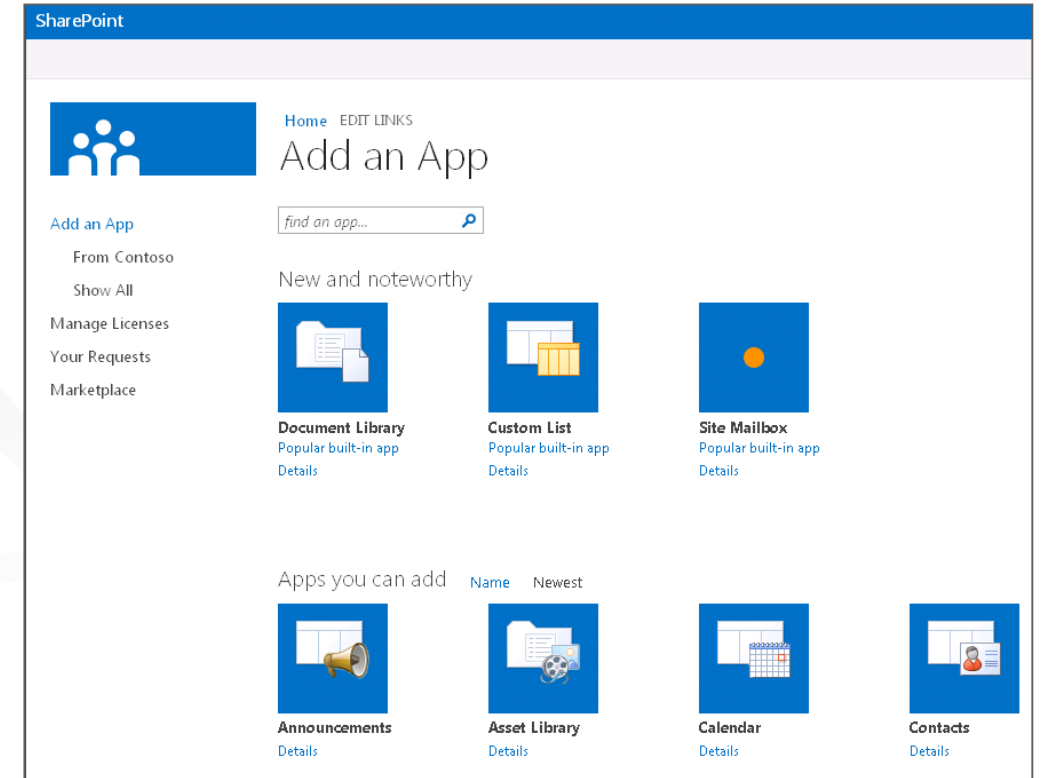 SharePoint
Home EDIT LINKS
Add an App
Add an App
From Contoso
Show All
Manage Licenses
Your Requests
Marketplace
find an app...
New and noteworthy
Document Library Custom List Site Mailbox
Popular built-in app Popular built-in app Popular built-in app
Details Details Details
Apps you can add Name Newest
Announcements Asset Library Calendar Contacts
Details Details Details Details